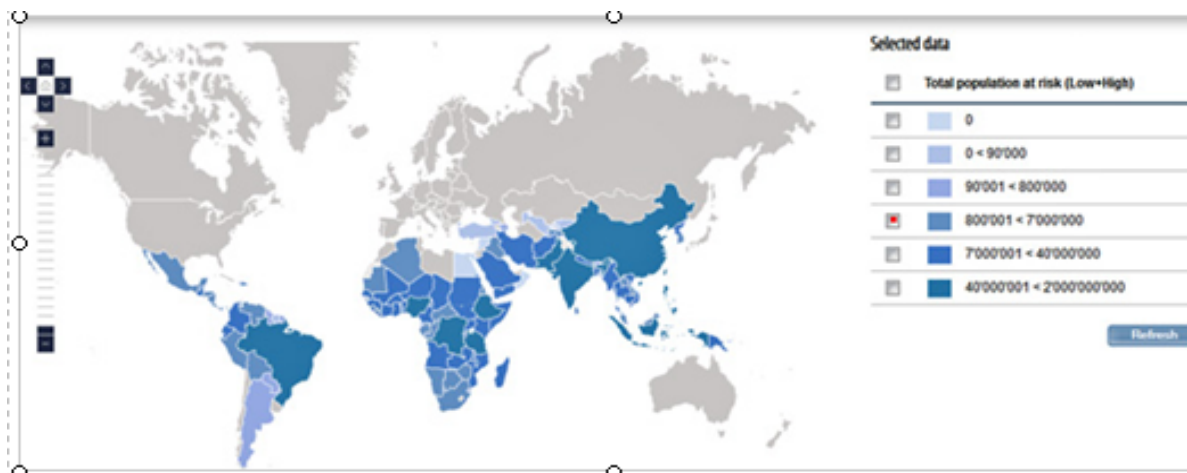 Selected data
Total population at risk (Low+High)
0
0 < 90'000
90'001 < 800'000
800'001 < 7'000'000
7'000'001 < 40'000'000
40'000'001 < 2'000'000'000
Refresh